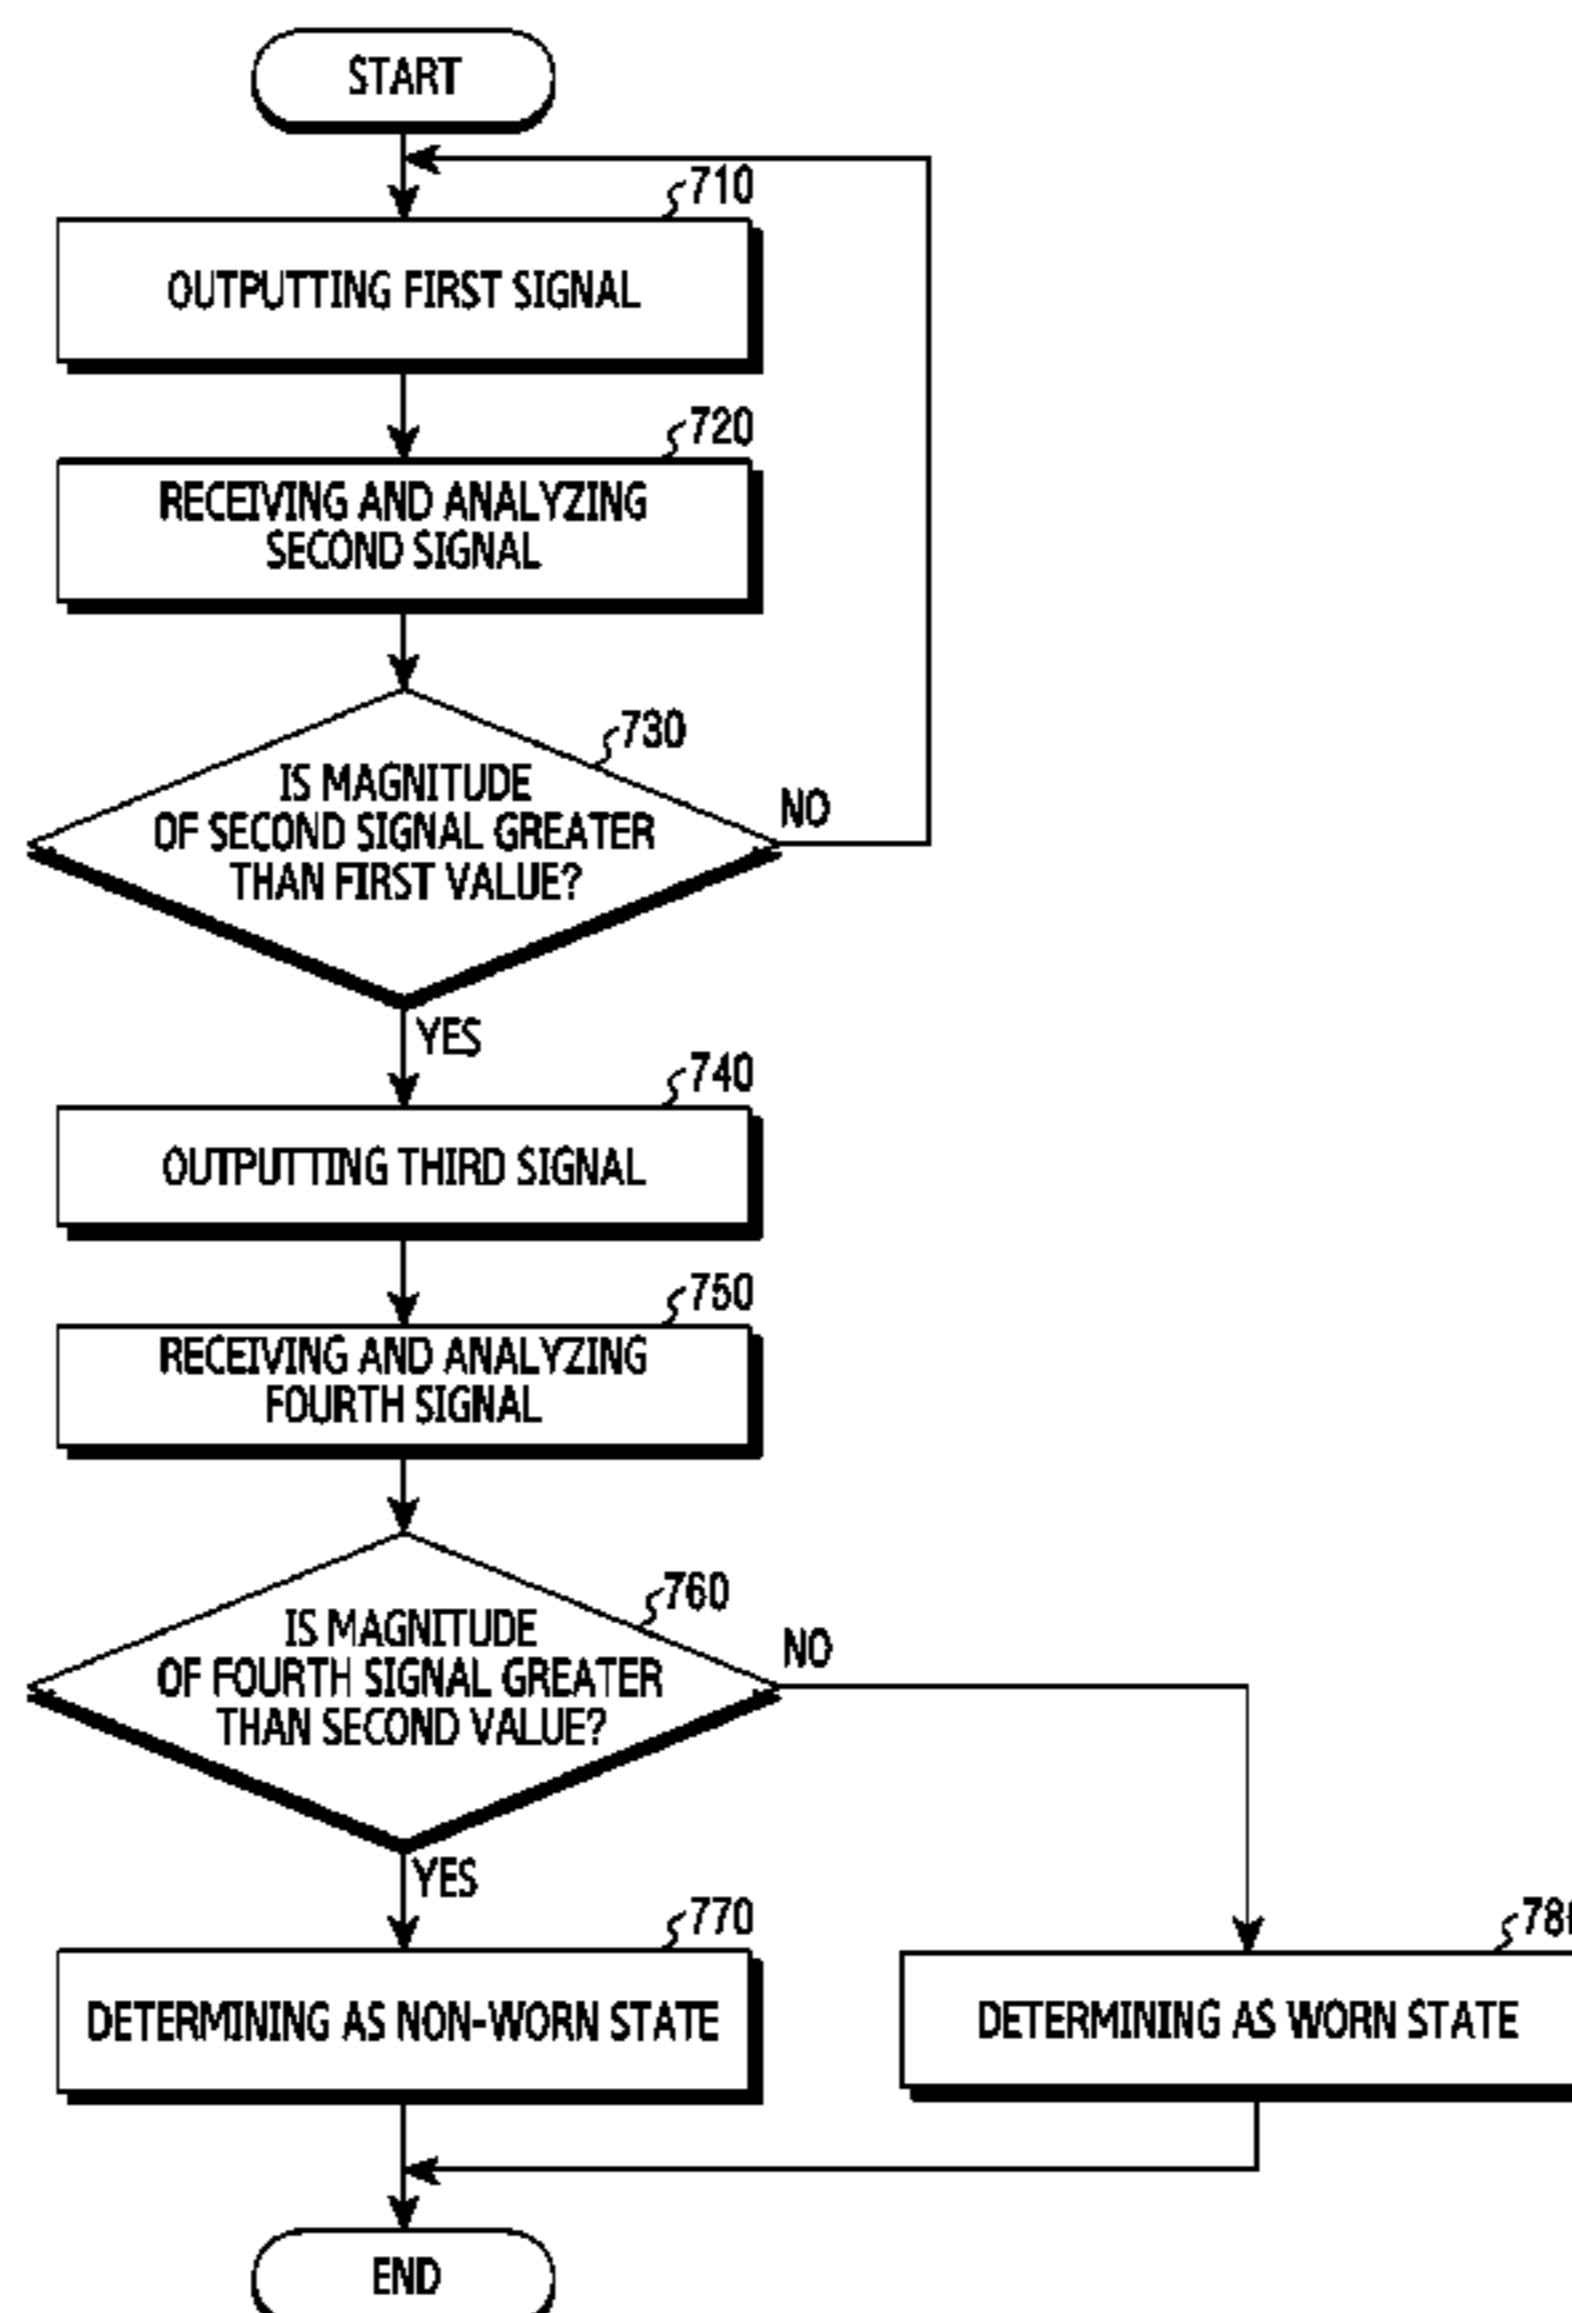 START
710
OUTPUTTING FIRST SIGNAL
720
RECEIVING AND ANALYZING
SECOND SIGNAL
730
IS MAGNITUDE
OF SECOND SIGNAL GREATER
THAN FIRST VALUE?
NO
YES
740
OUTPUTTING THIRD SIGNAL
750
RECEIVING AND ANALYZING
FOURTH SIGNAL
760
IS MAGNITUDE
OF FOURTH SIGNAL GREATER
THAN SECOND VALUE?
NO
YES
770
DETERMINING AS NON-WORN STATE
DETERMINING AS WORN STATE
END